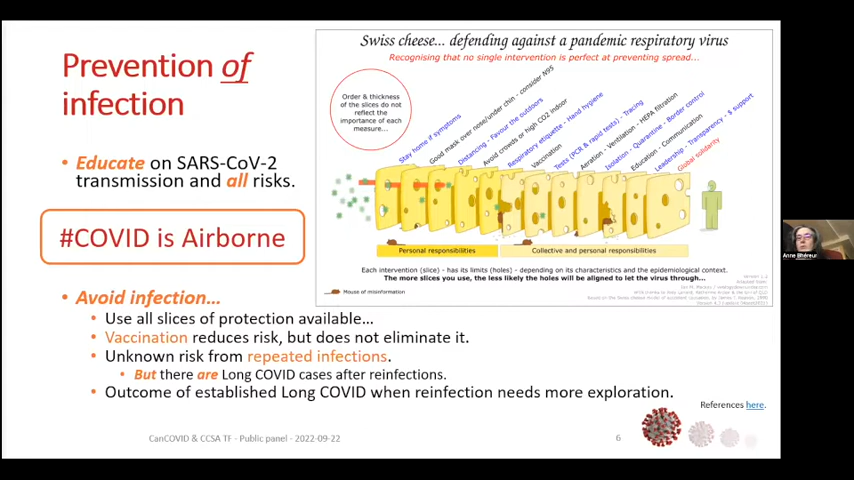 Prevention of
infection
• Educate on SARS-CoV-2
transmission and all risks.
#COVID is Airborne
• Avoid infection...
• Use all slices of protection available...
• Vaccination reduces risk, but does not eliminate it.
• Unknown risk from repeated infections.
• But there are Long COVID cases after reinfections.
• Outcome of established Long COVID when reinfection needs more exploration.
Swiss cheese... defending against a pandemic respiratory virus
Recognising that no single intervention is perfect at preventing spread...
Order & thickness
of the slices do not
reflect the
importance of each
measure...
Stay home if symptoms
Good mask over nose/under chin - consider N95
Distancing - Favour the outdoors
Avoid crowds or high CO2 indoor
Respiratory etiquette - Hand hygiene
Vaccination
Tests (PCR & rapid tests) - Tracing
Aeration - Ventilation - HEPA filtration
Isolation - Quarantine - Border control
Education - Communication
Leadership - Transparency - $ support
Global solidarity
Personal responsibilities
Collective and personal responsibilities
Each intervention (slice) - has its limits (holes) - depending on its characteristics and the epidemiological context.
The more slices you use, the less likely the holes will be aligned to let the virus through...
Mouse of misinformation
References here.
CanCOVID & CCSA TF - Public panel - 2022-09-22
6
Anne Bhéreur